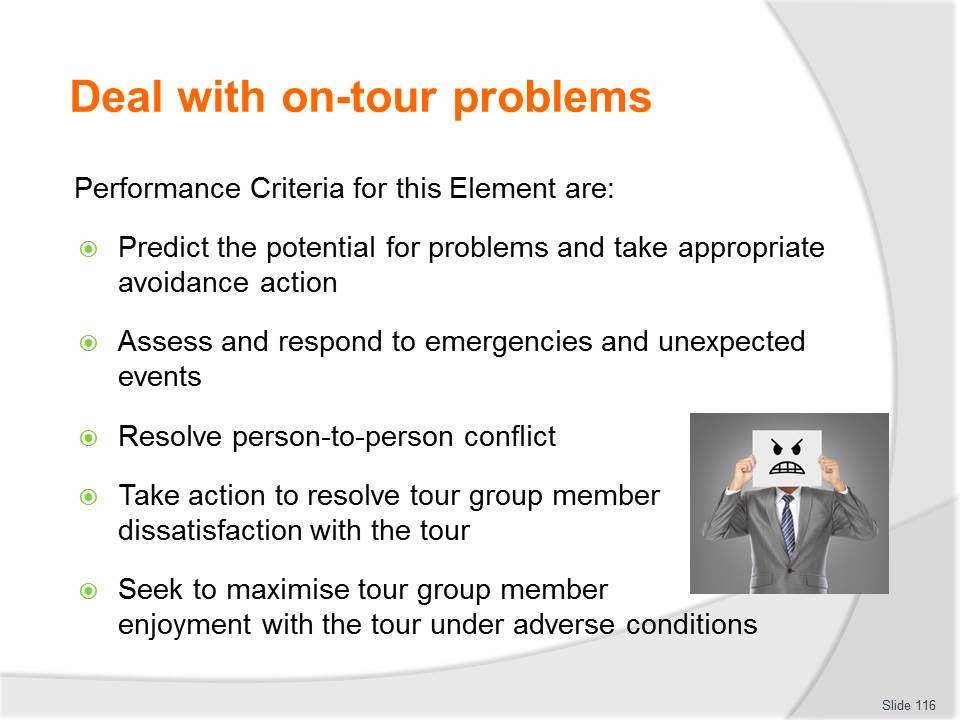 Deal with on-tour problems
Performance Criteria for this Element are:
Predict the potential for problems and take appropriate
avoidance action
Assess and respond to emergencies and unexpected
events
Resolve person-to-person conflict
Take action to resolve tour group member
dissatisfaction with the tour
Seek to maximise tour group member
enjoyment with the tour under adverse conditions
Slide 116